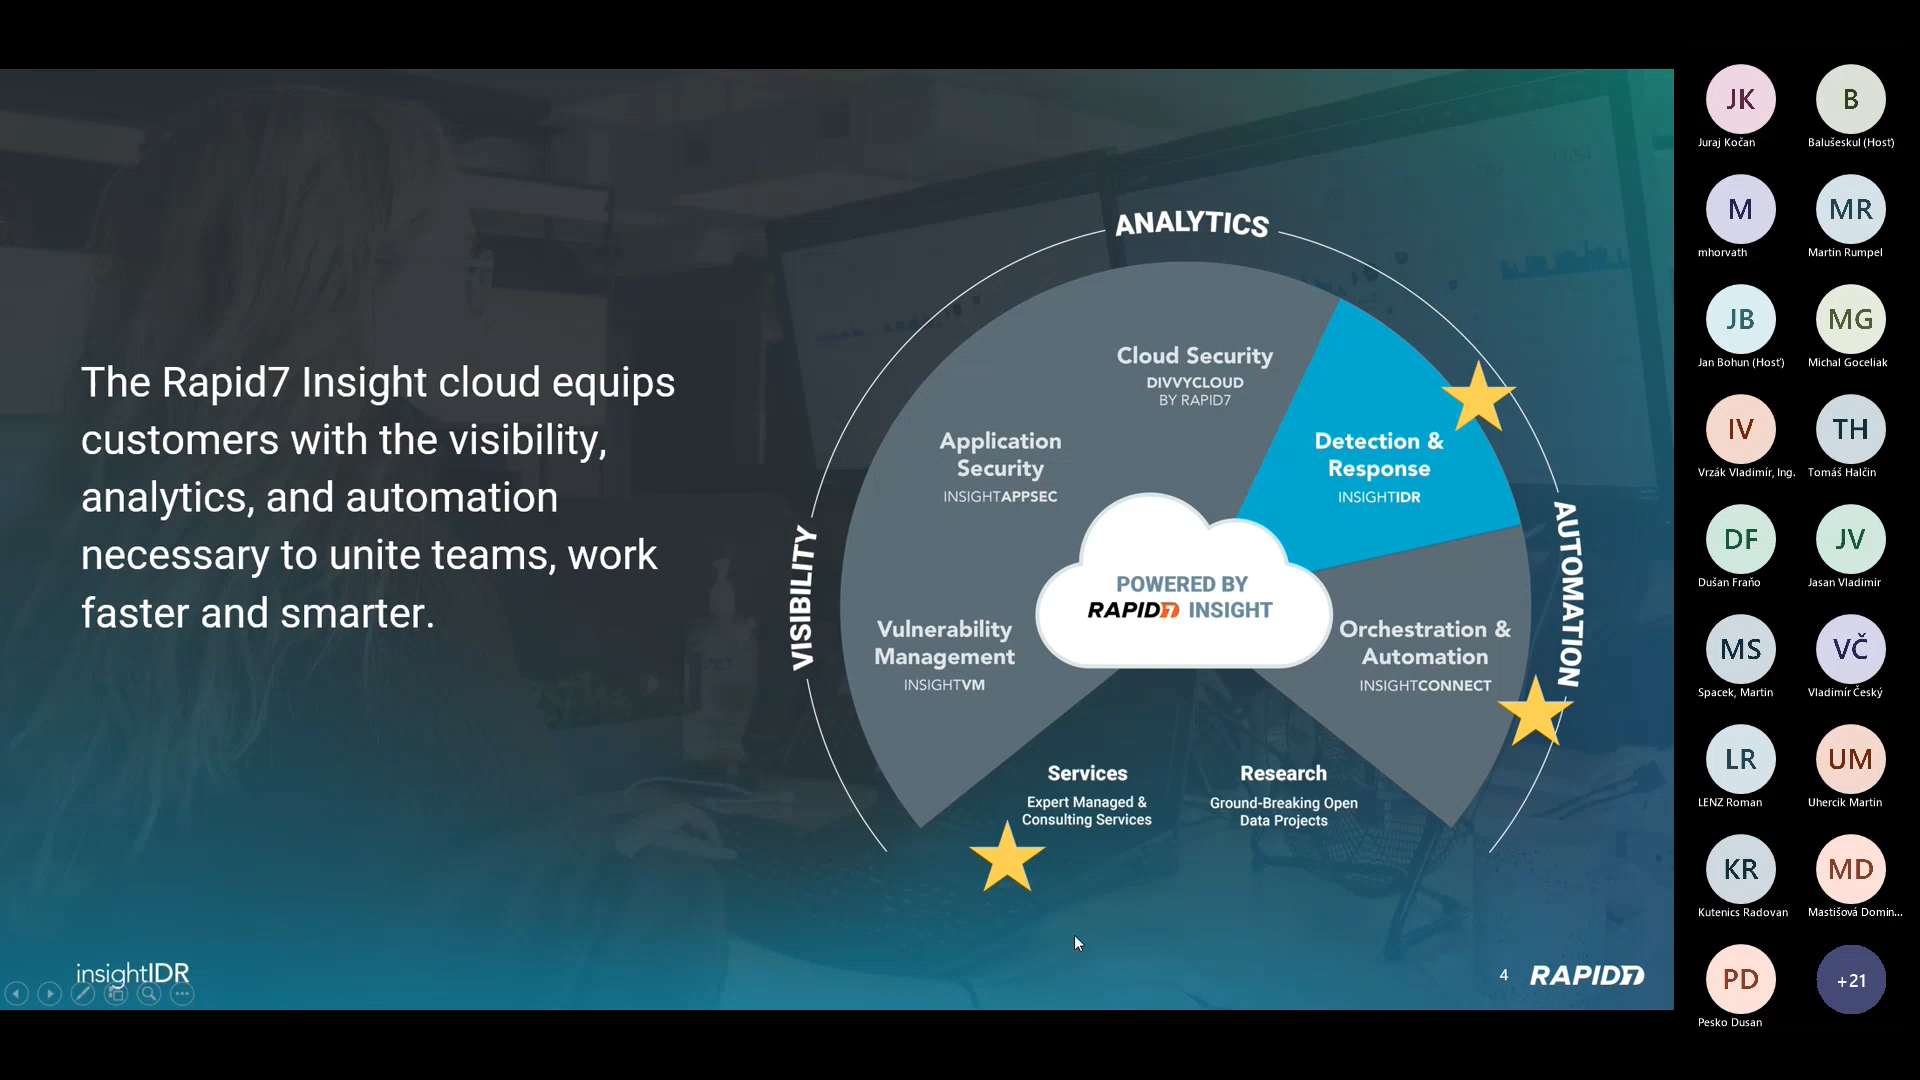 The Rapid7 Insight cloud equips
customers with the visibility,
analytics, and automation
necessary to unite teams, work
faster and smarter.
ANALYTICS
VISIBILITY
AUTOMATION
Cloud Security
DIVVYCLOUD
BY RAPID7
Application
Security
INSIGHTAPPSEC
Detection &
Response
INSIGHTIDR
POWERED BY
RAPID7 INSIGHT
Vulnerability
Management
INSIGHTVM
Orchestration &
Automation
INSIGHTCONNECT
Services
Expert Managed &
Consulting Services
Research
Ground-Breaking Open
Data Projects
insightIDR
4
RAPID7
JK
Juraj Kočan
B
Balušeskul (Hosť)
M
mhorvath
MR
Martin Rumpel
JB
Jan Bohun (Hosť)
MG
Michal Goceliak
IV
Vrzák Vladimír, Ing.
TH
Tomáš Halčin
DF
Dušan Fraňo
JV
Jasan Vladimir
MS
Spacek, Martin
VČ
Vladimír Český
LR
LENZ Roman
UM
Uhercik Martin
KR
Kutenics Radovan
MD
Mastišová Domin...
PD
Pesko Dusan
+21